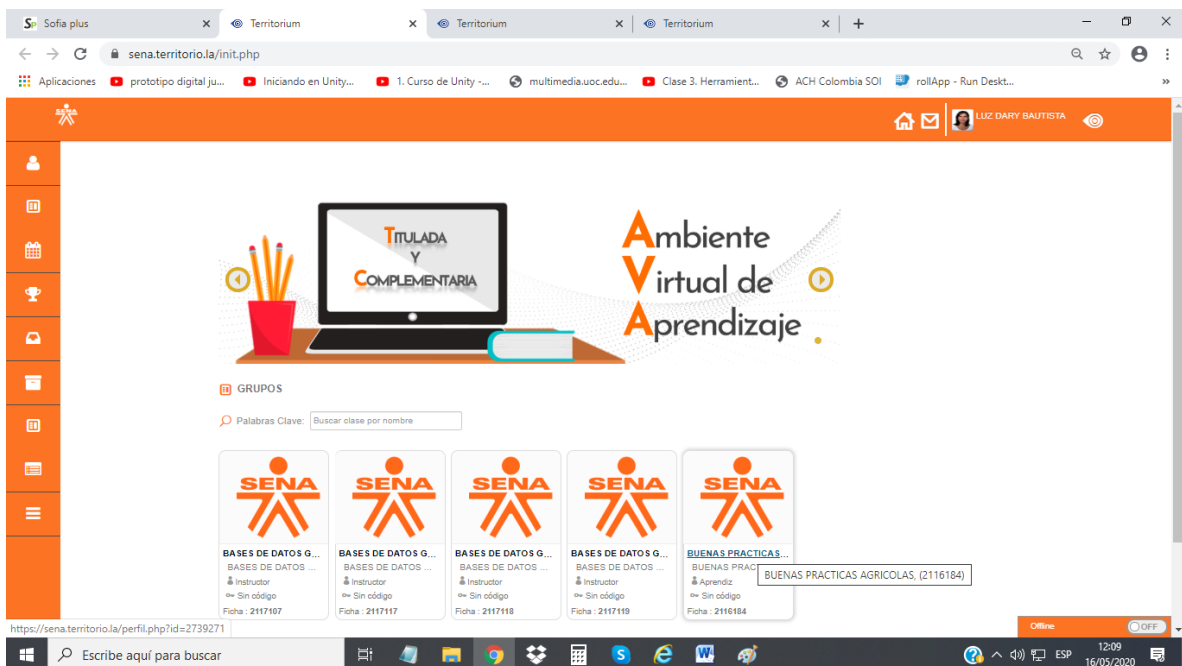 Sofia plus
Territorium
Territorium
Territorium
sena.territorio.la/init.php
Aplicaciones
prototipo digital ju...
Iniciando en Unity...
1. Curso de Unity -...
multimedia.uoc.edu...
Clase 3. Herramient...
ACH Colombia SOI
rollApp - Run Deskt...
SENA
LUZ DARY BAUTISTA
TITULADA
Y
COMPLEMENTARIA
Ambiente
Virtual de
Aprendizaje
GRUPOS
Palabras Clave: Buscar clase por nombre
SENA
BASES DE DATOS G...
BASES DE DATOS ...
Instructor
Sin código
Ficha : 2117107
SENA
BASES DE DATOS G...
BASES DE DATOS ...
Instructor
Sin código
Ficha : 2117117
SENA
BASES DE DATOS G...
BASES DE DATOS ...
Instructor
Sin código
Ficha : 2117118
SENA
BASES DE DATOS G...
BASES DE DATOS ...
Instructor
Sin código
Ficha : 2117119
SENA
BUENAS PRACTICAS...
BUENAS PRAC
Aprendiz
Sin código
Ficha : 2116184
BUENAS PRACTICAS AGRICOLAS, (2116184)
https://sena.territorio.la/perfil.php?id=2739271
Offline
OFF
Escribe aquí para buscar
ESP
12:09
16/05/2020